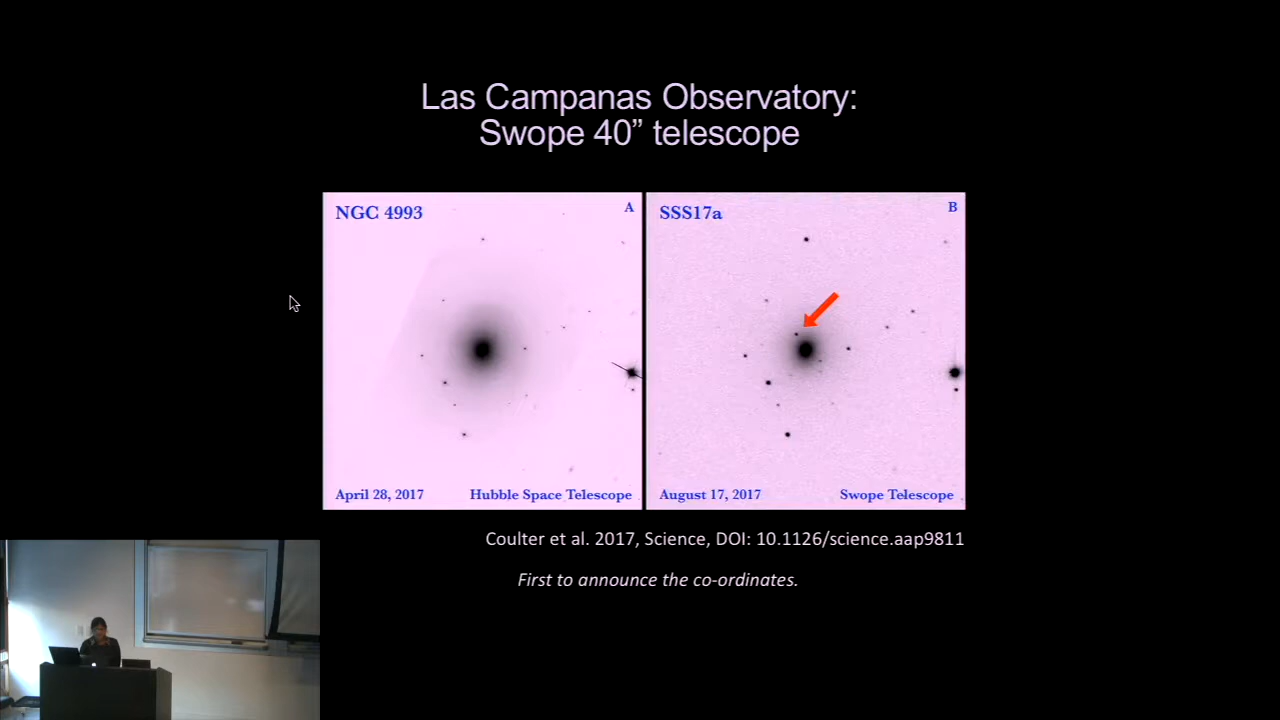 Las Campanas Observatory:
Swope 40” telescope
NGC 4993
A
SSS17a
B
April 28, 2017
Hubble Space Telescope
August 17, 2017
Swope Telescope
Coulter et al. 2017, Science, DOI: 10.1126/science.aap9811
First to announce the co-ordinates.